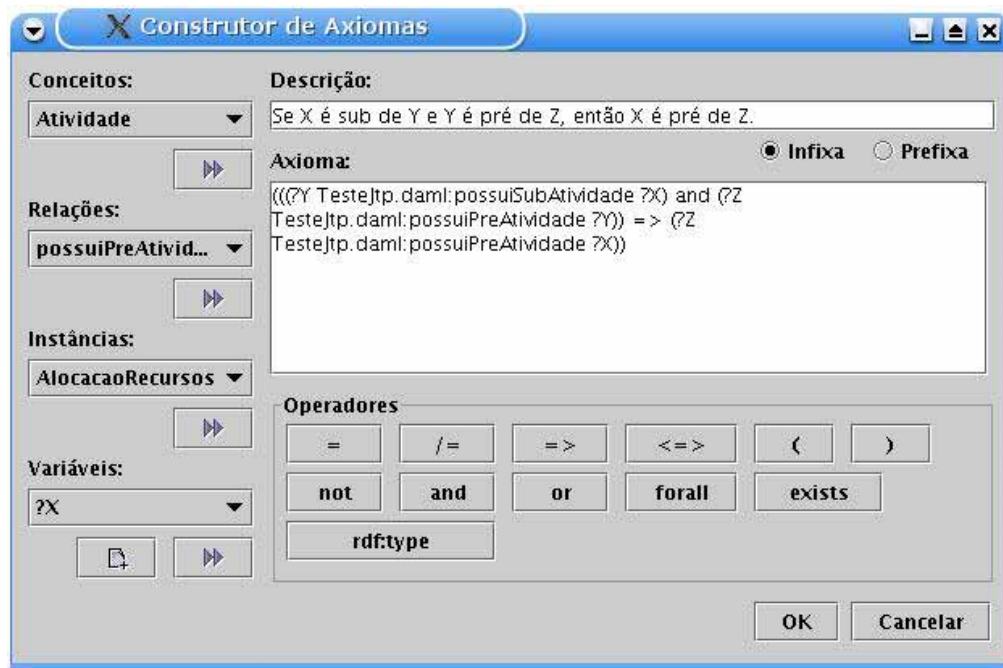 Construtor de Axiomas
Conceitos:
Atividade
Relações:
possuiPreAtivid...
Instâncias:
AlocacaoRecursos
Variáveis:
?X
Descrição:
Se X é sub de Y e Y é pré de Z, então X é pré de Z.
Axioma:
Infixa
Prefixa
(((?Y TesteJtp.daml:possuiSubAtividade ?X) and (?Z
TesteJtp.daml:possuiPreAtividade ?Y)) => (?Z
TesteJtp.daml:possuiPreAtividade ?X))
Operadores
= /= => <=> ( )
not and or forall exists
rdf:type
OK Cancelar